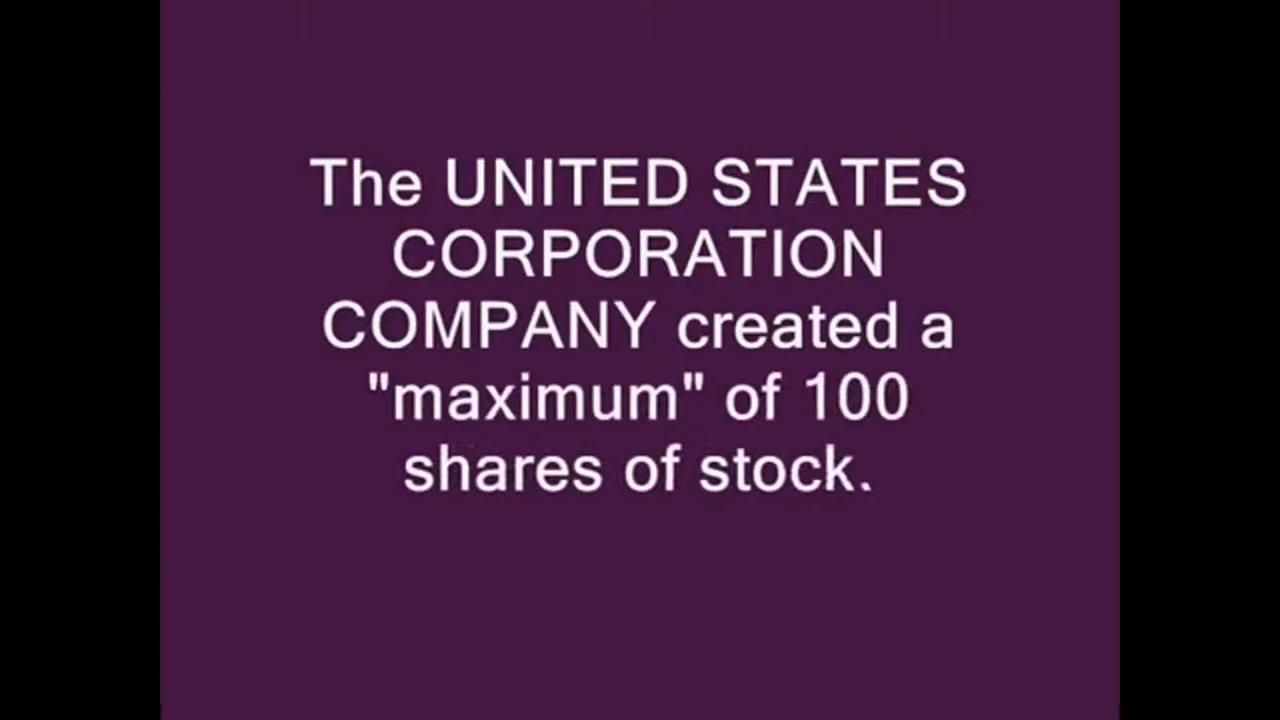 The UNITED STATES
CORPORATION
COMPANY created a
"maximum" of 100
shares of stock.